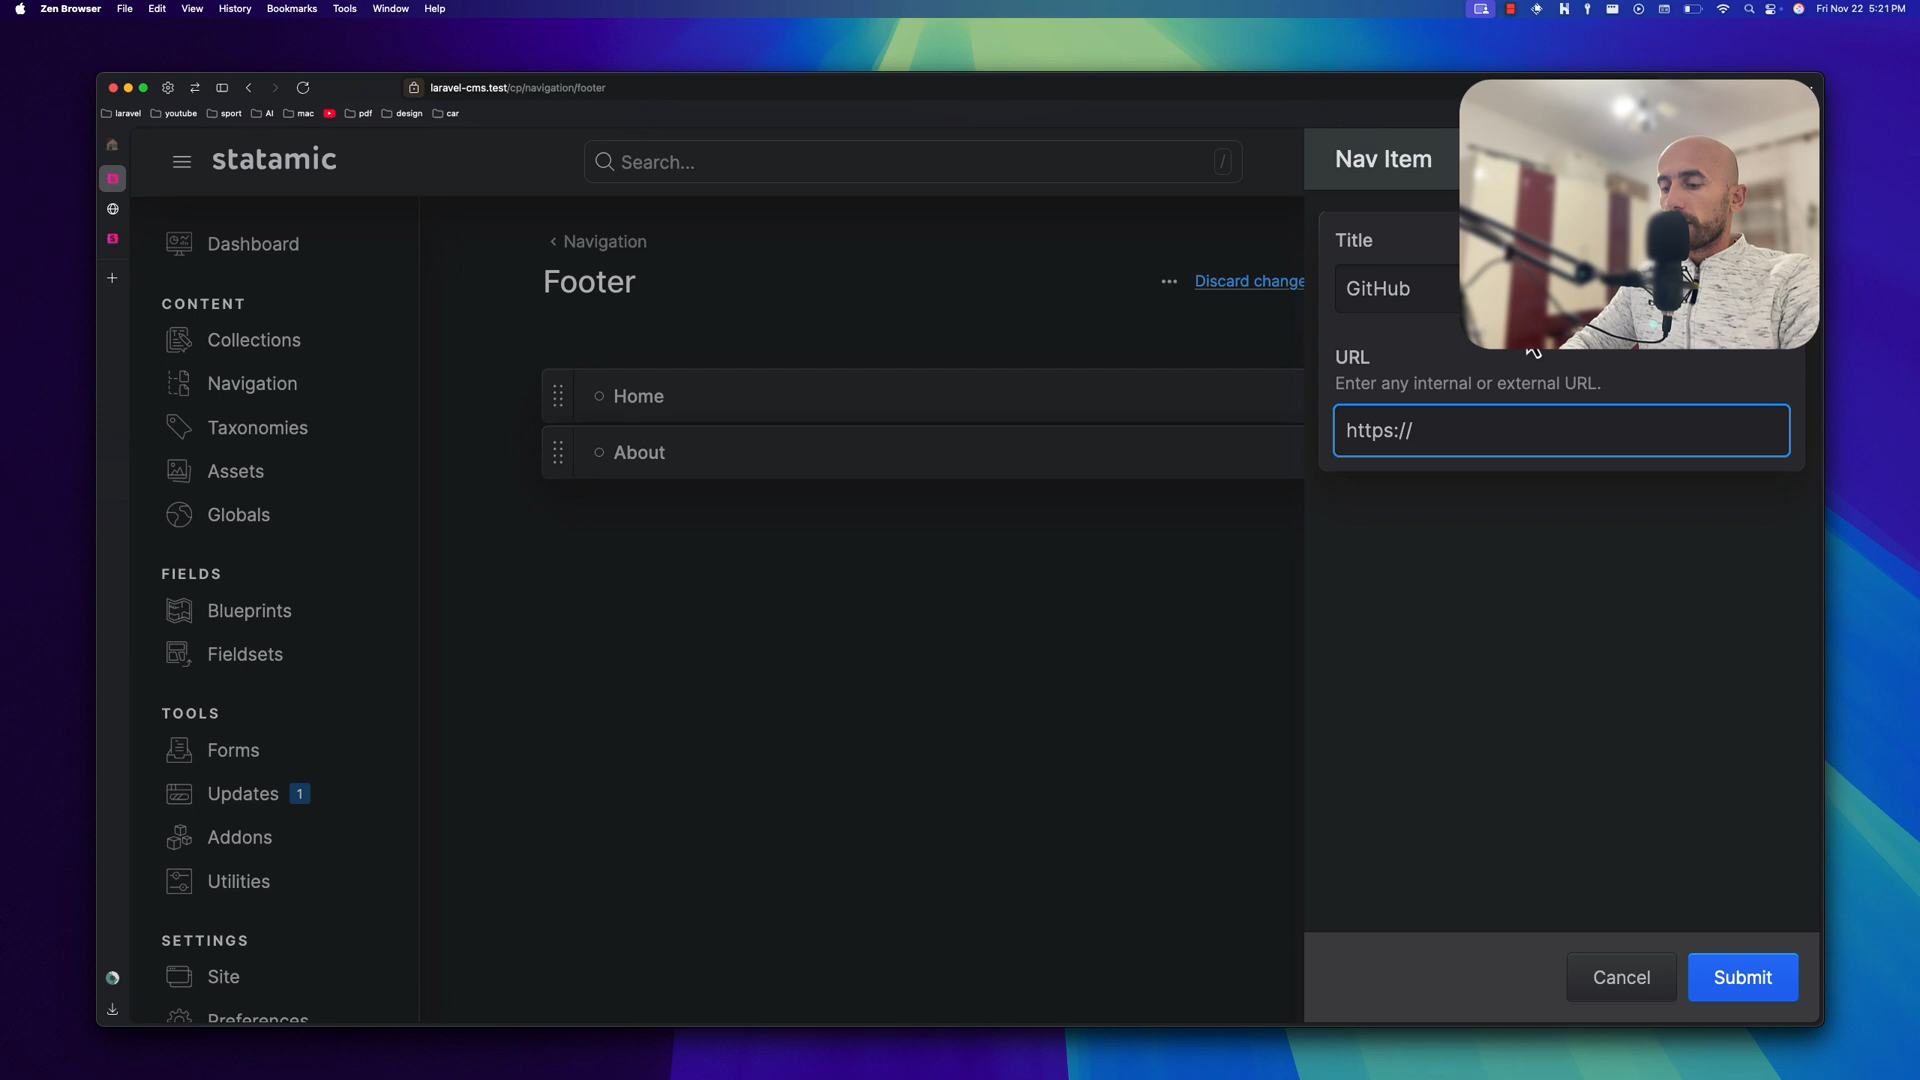 Zen Browser File Edit View History Bookmarks Tools Window Help
Fri Nov 22 5:21 PM
laravel-cms.test/cp/navigation/footer
laravel youtube sport AI mac pdf design car
statamic
Search...
/
Nav Item
Dashboard
CONTENT
Collections
Navigation
Taxonomies
Assets
Globals
FIELDS
Blueprints
Fieldsets
TOOLS
Forms
Updates 1
Addons
Utilities
SETTINGS
Site
Preferences
Navigation
Footer
Discard change
Home
About
Title
GitHub
URL
Enter any internal or external URL.
https://
Cancel
Submit